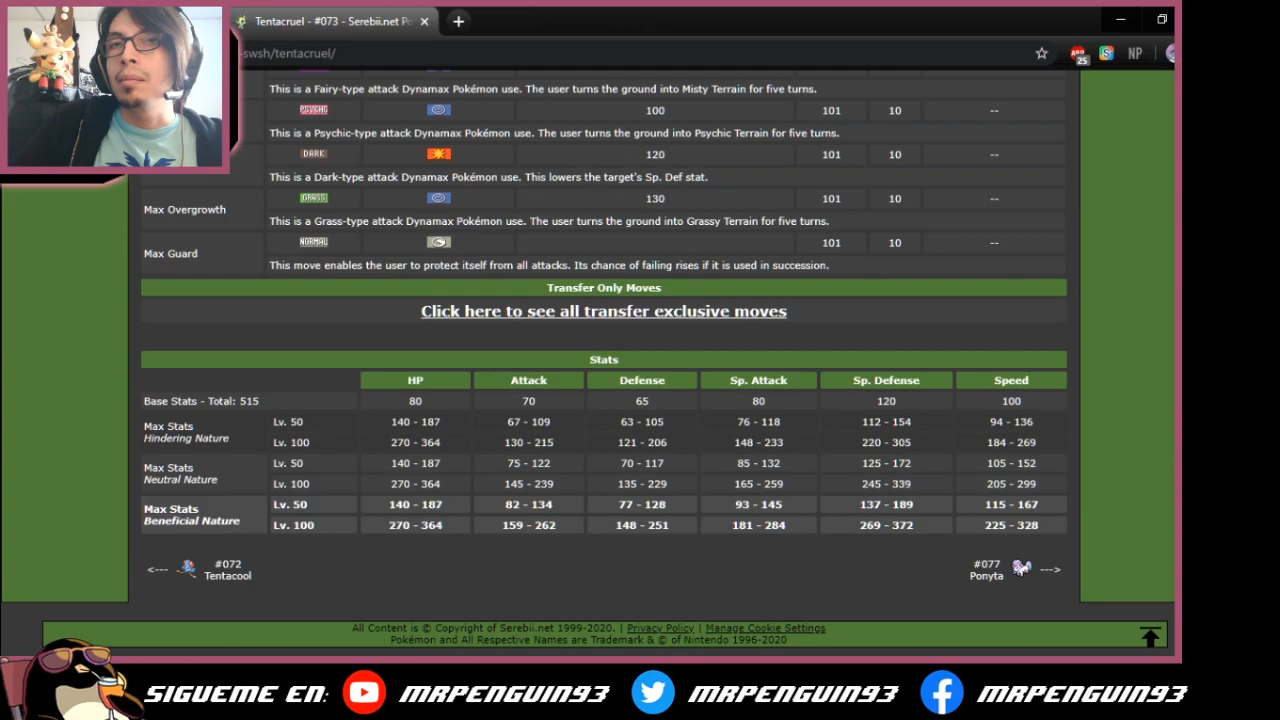 Tentacruel - #073 - Serebii.net Po
-swsh/tentacruel/
25
NP
This is a Fairy-type attack Dynamax Pokémon use. The user turns the ground into Misty Terrain for five turns.
PSYCHC 100 101 10 --
This is a Psychic-type attack Dynamax Pokémon use. The user turns the ground into Psychic Terrain for five turns.
DARK 120 101 10 --
This is a Dark-type attack Dynamax Pokémon use. This lowers the target's Sp. Def stat.
Max Overgrowth GRASS 130 101 10 --
This is a Grass-type attack Dynamax Pokémon use. The user turns the ground into Grassy Terrain for five turns.
Max Guard NORMAL 101 10 --
This move enables the user to protect itself from all attacks. Its chance of failing rises if it is used in succession.
Transfer Only Moves
Click here to see all transfer exclusive moves
Stats
HP Attack Defense Sp. Attack Sp. Defense Speed
Base Stats - Total: 515 80 70 65 80 120 100
Max Stats
Hindering Nature
Lv. 50 140 - 187 67 - 109 63 - 105 76 - 118 112 - 154 94 - 136
Lv. 100 270 - 364 130 - 215 121 - 206 148 - 233 220 - 305 184 - 269
Max Stats
Neutral Nature
Lv. 50 140 - 187 75 - 122 70 - 117 85 - 132 125 - 172 105 - 152
Lv. 100 270 - 364 145 - 239 135 - 229 165 - 259 245 - 339 205 - 299
Max Stats
Beneficial Nature
Lv. 50 140 - 187 82 - 134 77 - 128 93 - 145 137 - 189 115 - 167
Lv. 100 270 - 364 159 - 262 148 - 251 181 - 284 269 - 372 225 - 328
<--- #072
Tentacool
#077 --->
Ponyta
All Content is © Copyright of Serebii.net 1999-2020. | Privacy Policy | Manage Cookie Settings
Pokémon and All Respective Names are Trademark & © of Nintendo 1996-2020
SIGUEME EN: MRPENGUIN93 MRPENGUIN93 MRPENGUIN93